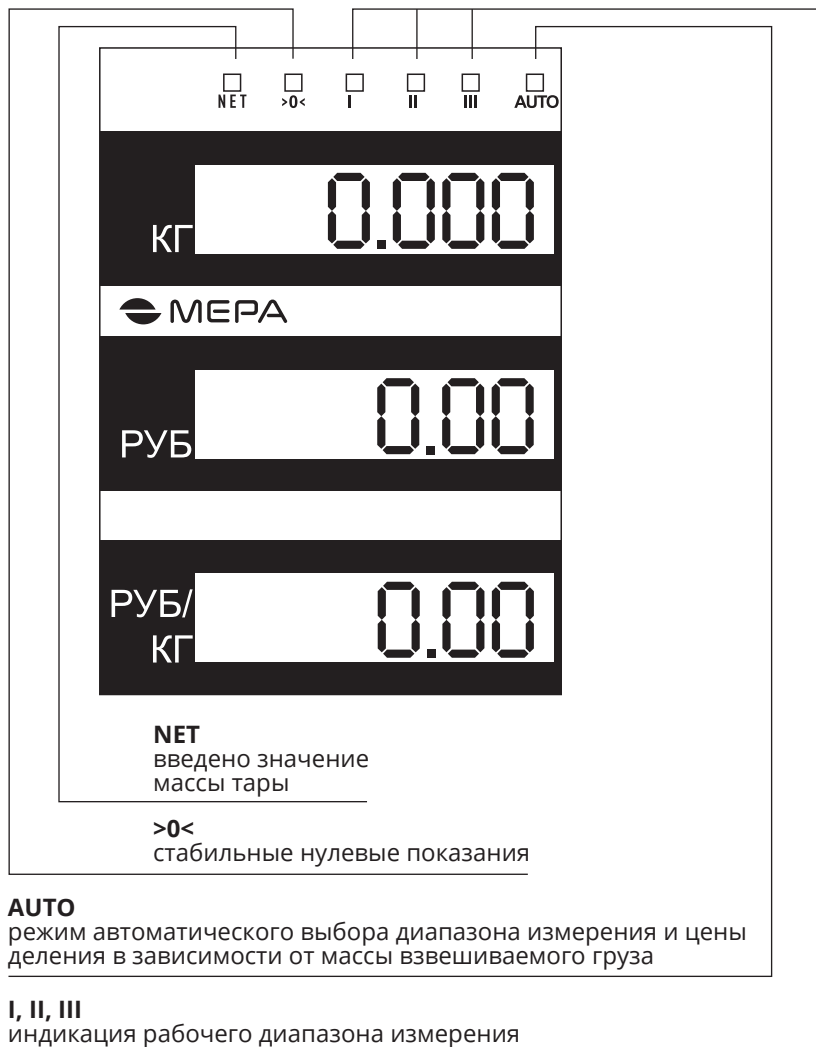 NET >0< I II III AUTO
КГ 0.000
МЕРА
РУБ 0.00
РУБ/
КГ 0.00
NET
введено значение
массы тары
>0<
стабильные нулевые показания
AUTO
режим автоматического выбора диапазона измерения и цены
деления в зависимости от массы взвешиваемого груза
I, II, III
индикация рабочего диапазона измерения